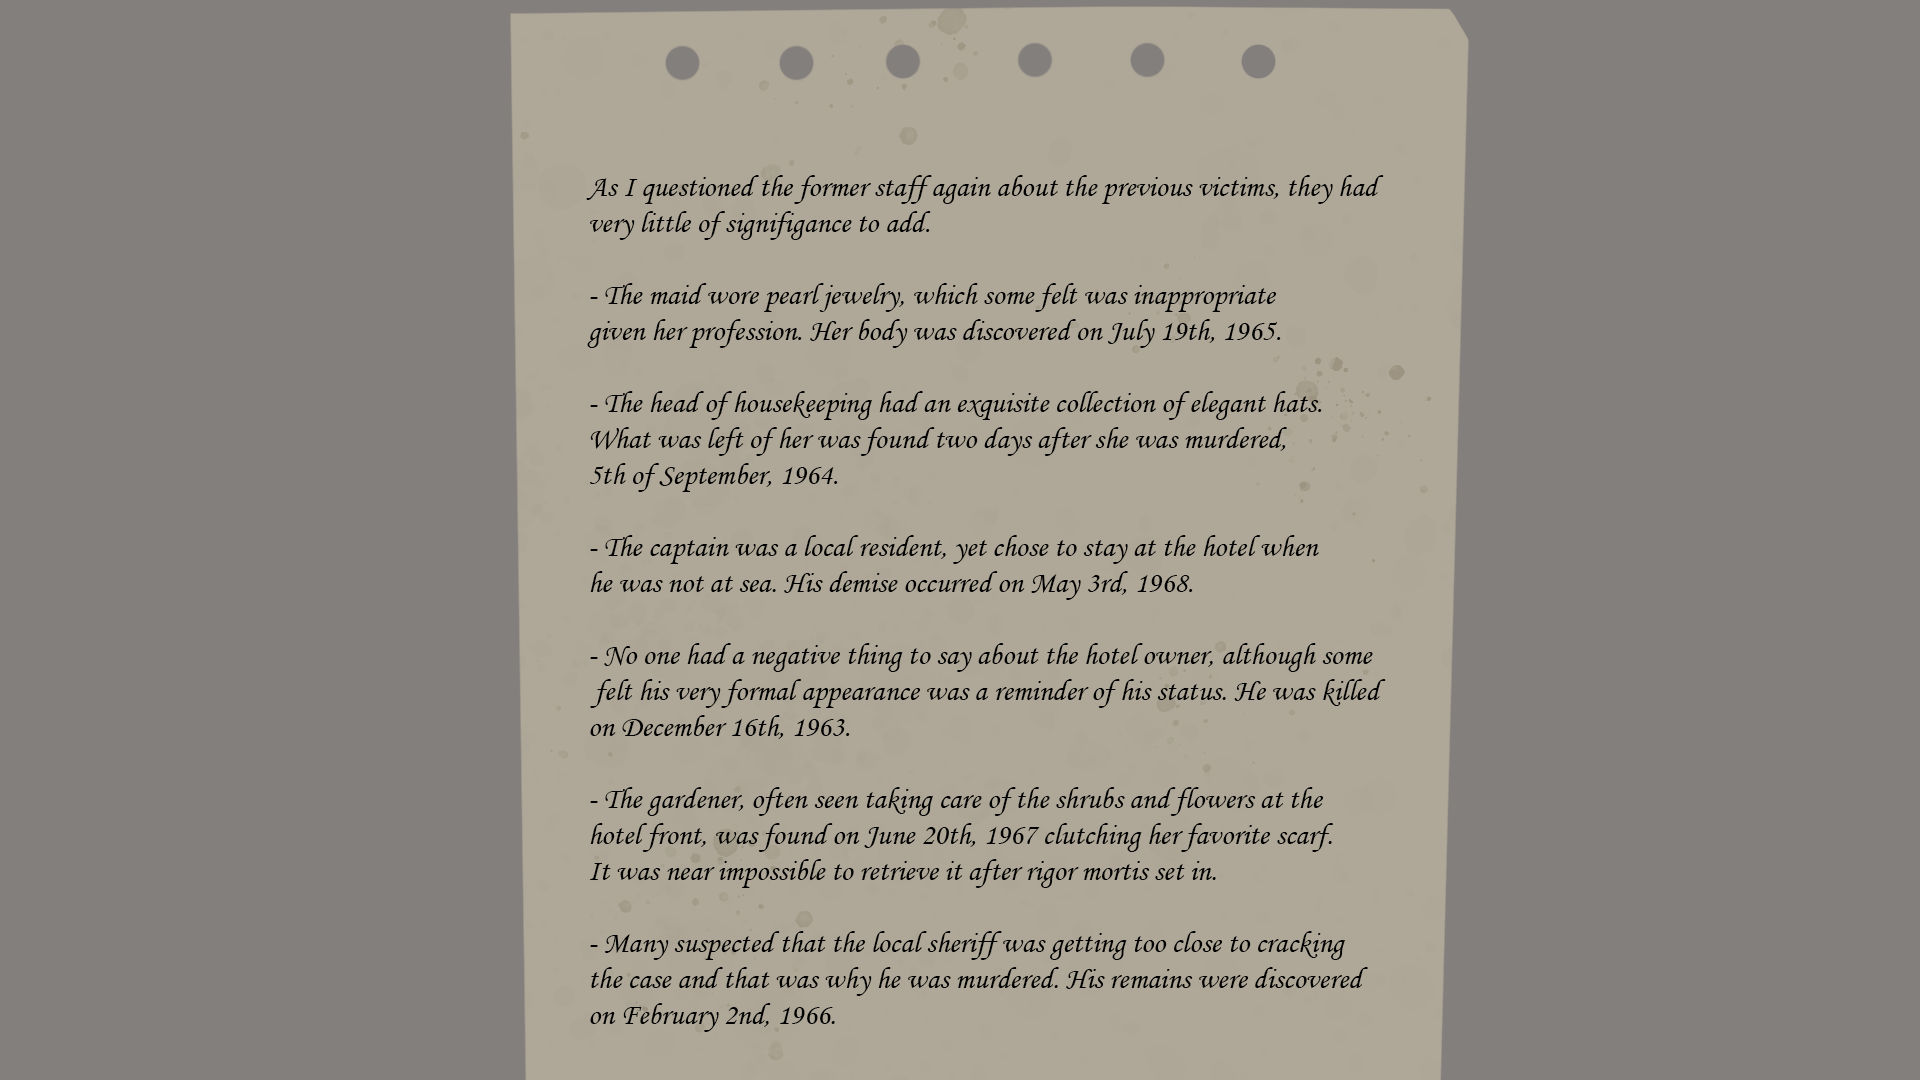 As I questioned the former staff again about the previous victims, they had
very little of signifigance to add.
- The maid wore pearl jewelry, which some felt was inappropriate
given her profession. Her body was discovered on July 19th, 1965.
- The head of housekeeping had an exquisite collection of elegant hats.
What was left of her was found two days after she was murdered,
5th of September, 1964.
- The captain was a local resident, yet chose to stay at the hotel when
he was not at sea. His demise occurred on May 3rd, 1968.
- No one had a negative thing to say about the hotel owner, although some
felt his very formal appearance was a reminder of his status. He was killed
on December 16th, 1963.
- The gardener, often seen taking care of the shrubs and flowers at the
hotel front, was found on June 20th, 1967 clutching her favorite scarf.
It was near impossible to retrieve it after rigor mortis set in.
- Many suspected that the local sheriff was getting too close to cracking
the case and that was why he was murdered. His remains were discovered
on February 2nd, 1966.